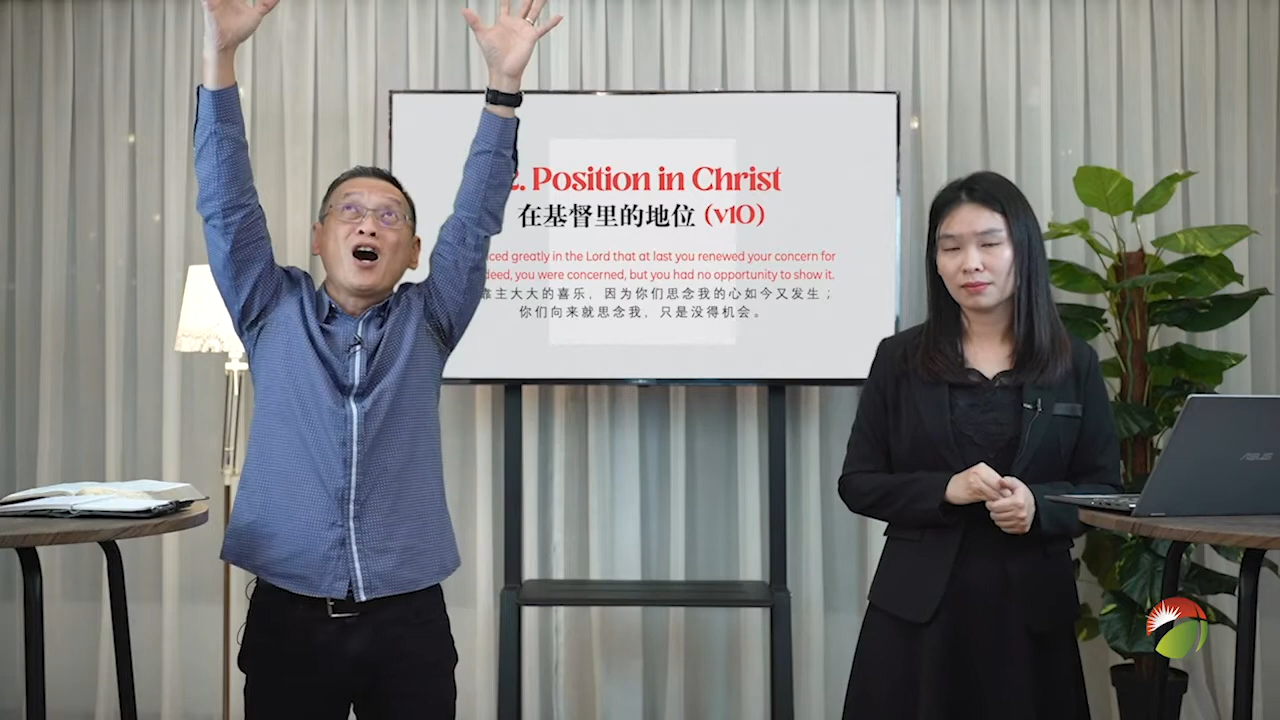 2. Position in Christ
在基督里的地位 (v10)
greatly in the Lord that at last you renewed your concern for
you were concerned, but you had no opportunity to show it.
靠主大大的喜乐，因为你们思念我的心如今又发生；
你们向来就思念我，只是没得机会。
ASUS